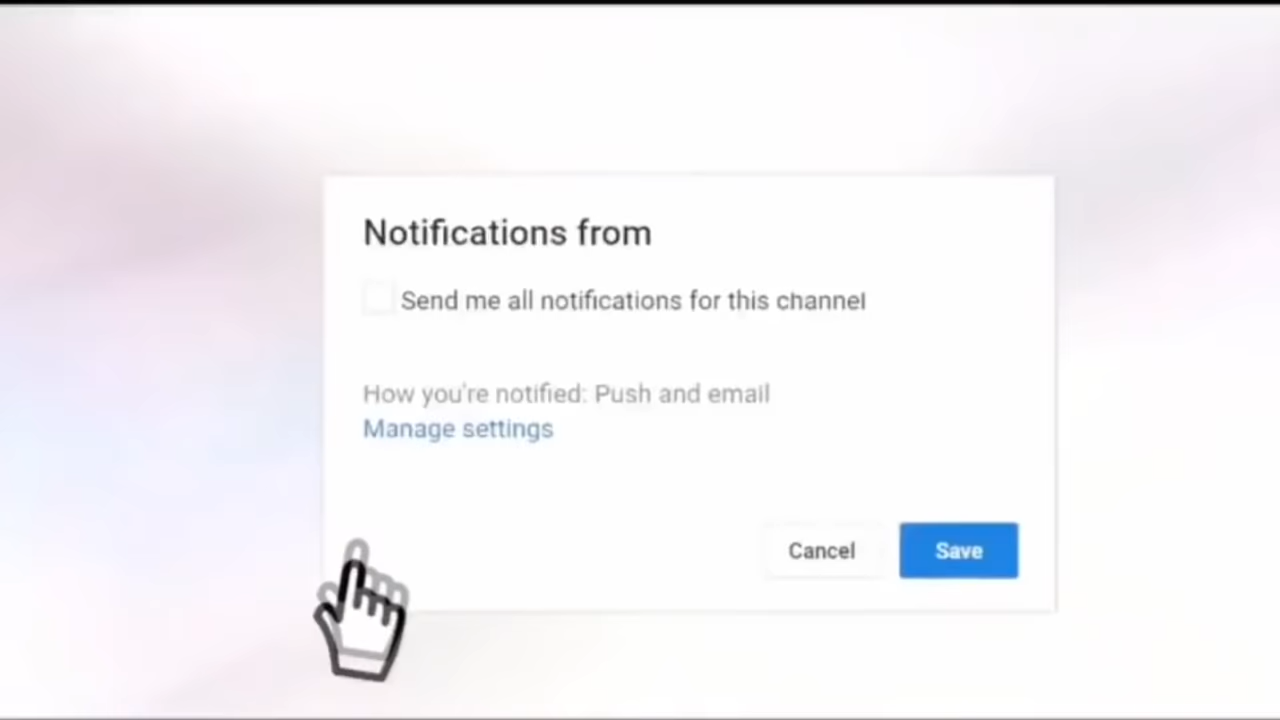 Notifications from
Send me all notifications for this channel
How you're notified: Push and email
Manage settings
Cancel
Save